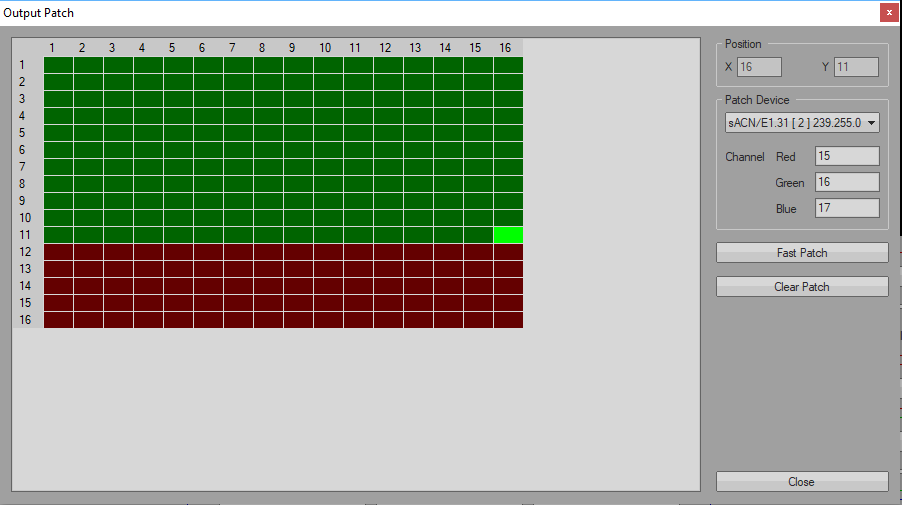 Output Patch x
1 2 3 4 5 6 7 8 9 10 11 12 13 14 15 16
1
2
3
4
5
6
7
8
9
10
11
12
13
14
15
16
Position
X 16 Y 11
Patch Device
sACN/E1.31 [ 2 ] 239.255.0
Channel Red 15
Green 16
Blue 17
Fast Patch
Clear Patch
Close